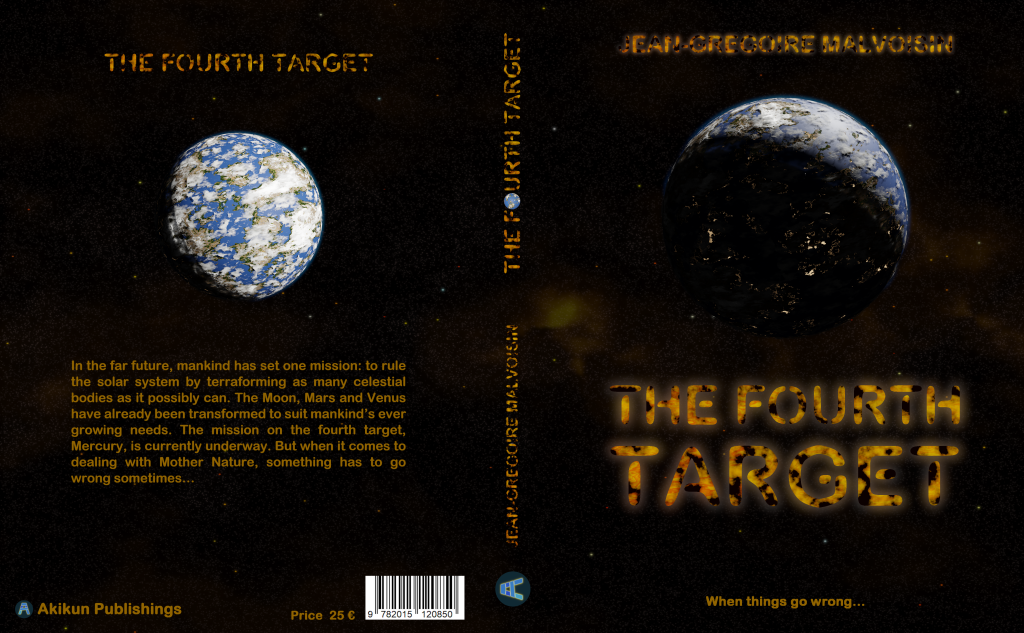 THE FOURTH TARGET
In the far future, mankind has set one mission: to rule
the solar system by terraforming as many celestial
bodies as it possibly can. The Moon, Mars and Venus
have already been transformed to suit mankind's ever
growing needs. The mission on the fourth target,
Mercury, is currently underway. But when it comes to
dealing with Mother Nature, something has to go
wrong sometimes...
Akikun Publishings
Price 25 €
9 782015 120850
THE FOURTH TARGET
JEAN-GREGOIRE MALVOISIN
A
JEAN-GREGOIRE MALVOISIN
THE FOURTH
TARGET
When things go wrong...